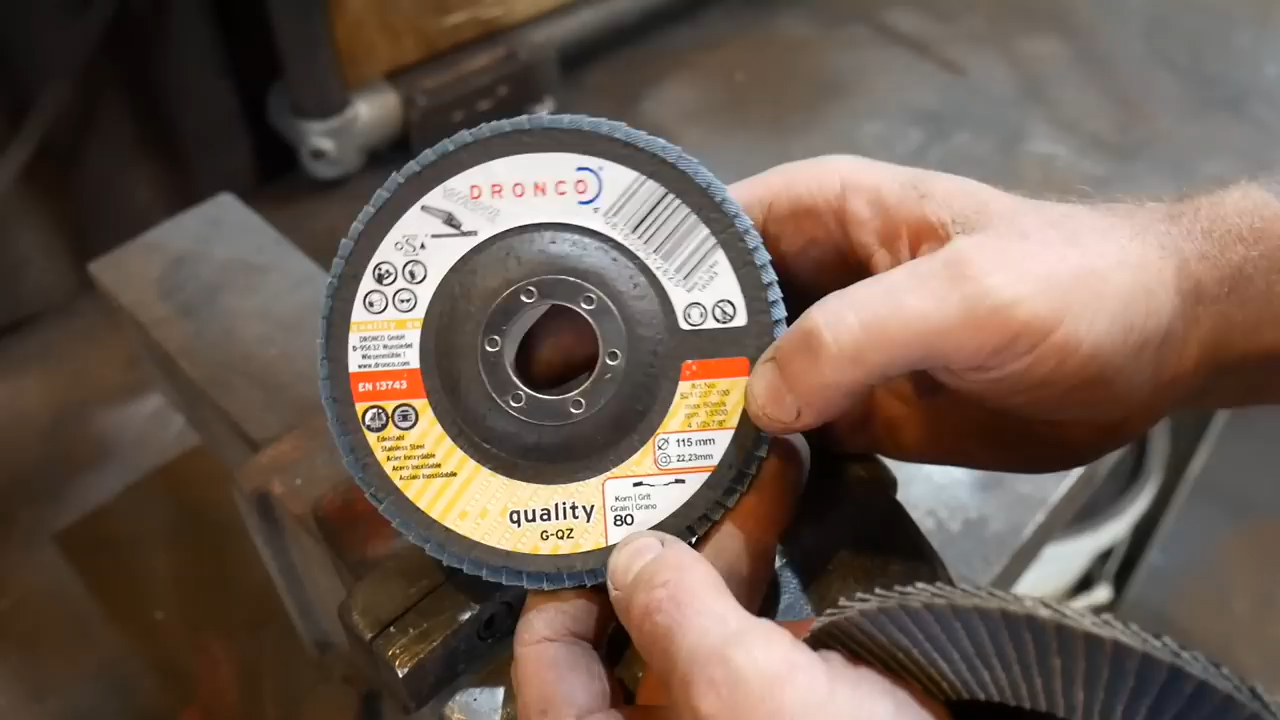 DRONCO
quality
DRONCO GmbH
D-95632 Wunsiedel
Wiesenmühle 1
www.dronco.com
EN 13743
Edelstahl
Stainless Steel
Acier Inoxydable
Acero Inoxidable
Acciaio Inossidabile
quality
G-QZ
Art.No.
max 80m/s
rpm. 13300
4 1/2x7/8"
115 mm
22,23mm
Korn | Grit
Grain | Grano
80